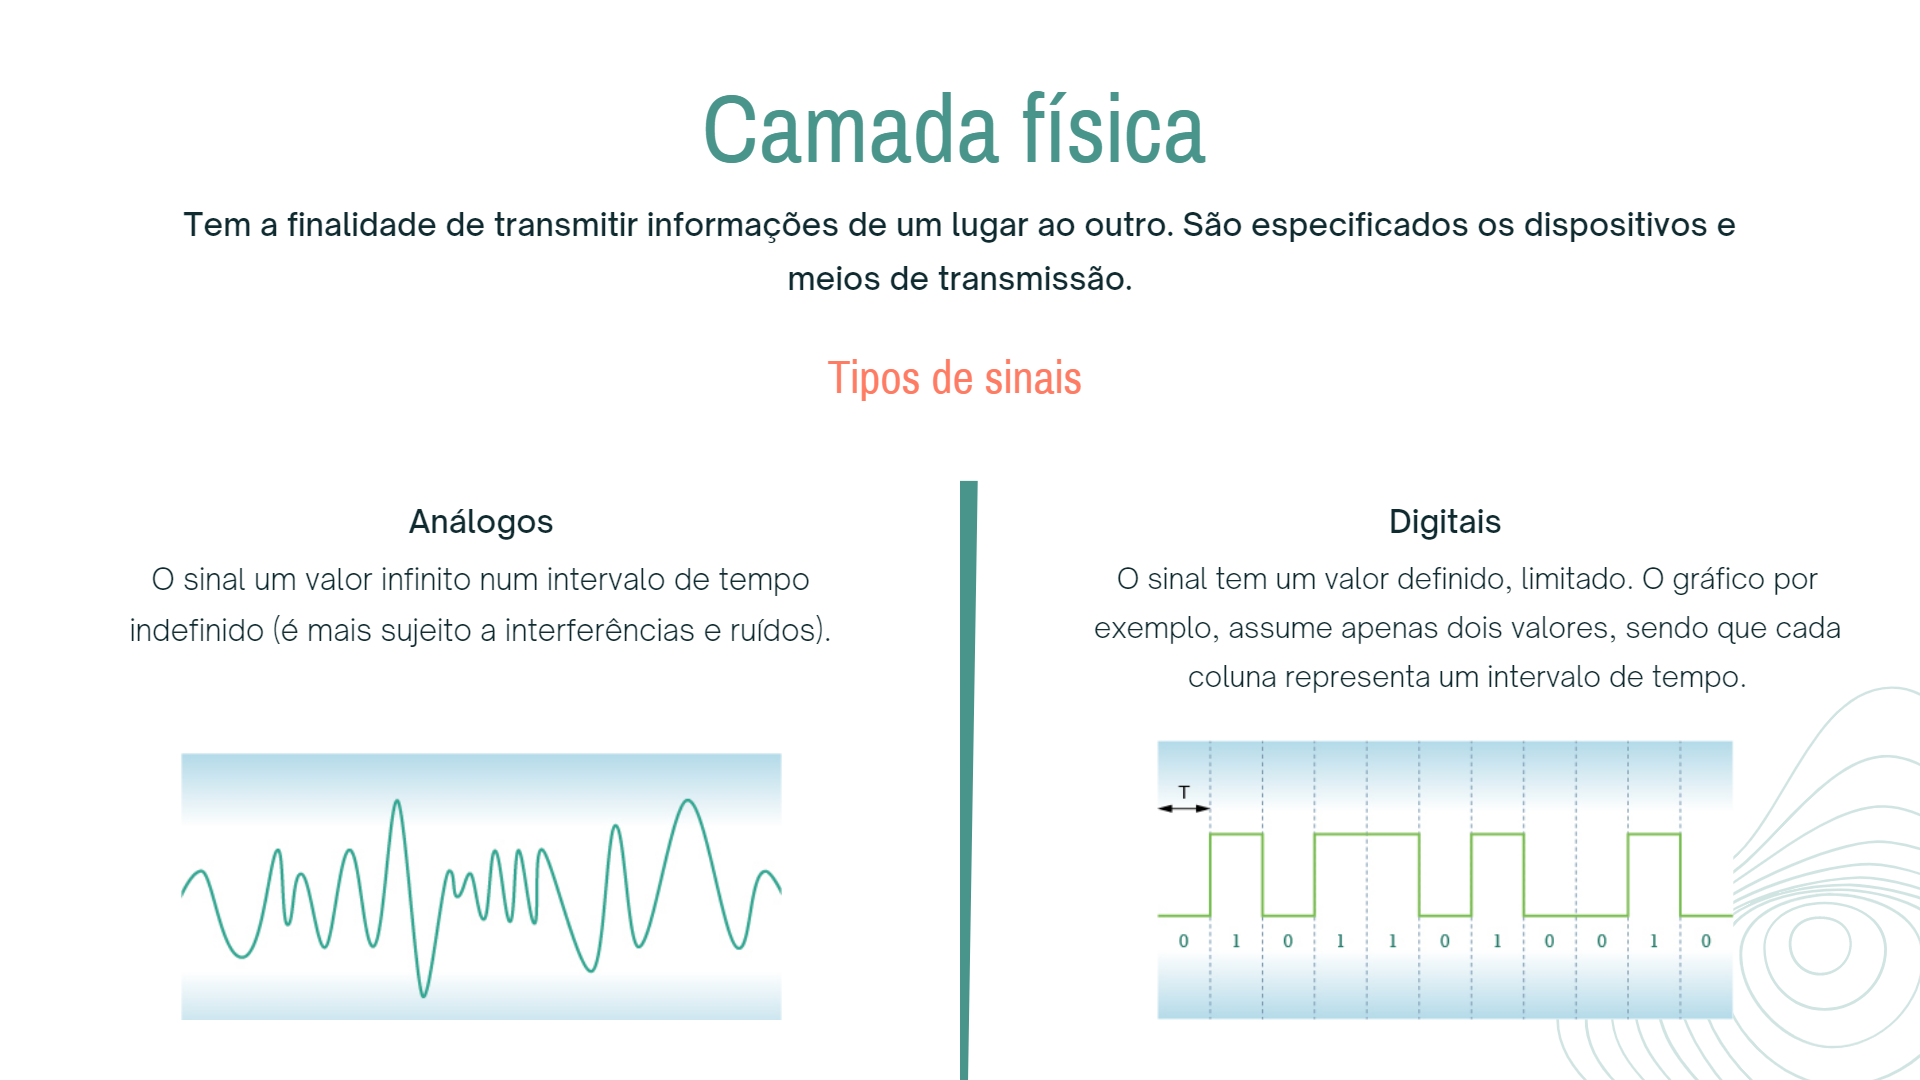 Camada física
Tem a finalidade de transmitir informações de um lugar ao outro. São especificados os dispositivos e
meios de transmissão.
Tipos de sinais
Análogos
O sinal um valor infinito num intervalo de tempo
indefinido (é mais sujeito a interferências e ruídos).
Digitais
O sinal tem um valor definido, limitado. O gráfico por
exemplo, assume apenas dois valores, sendo que cada
coluna representa um intervalo de tempo.
T
0 1 0 1 1 0 1 0 0 1 0